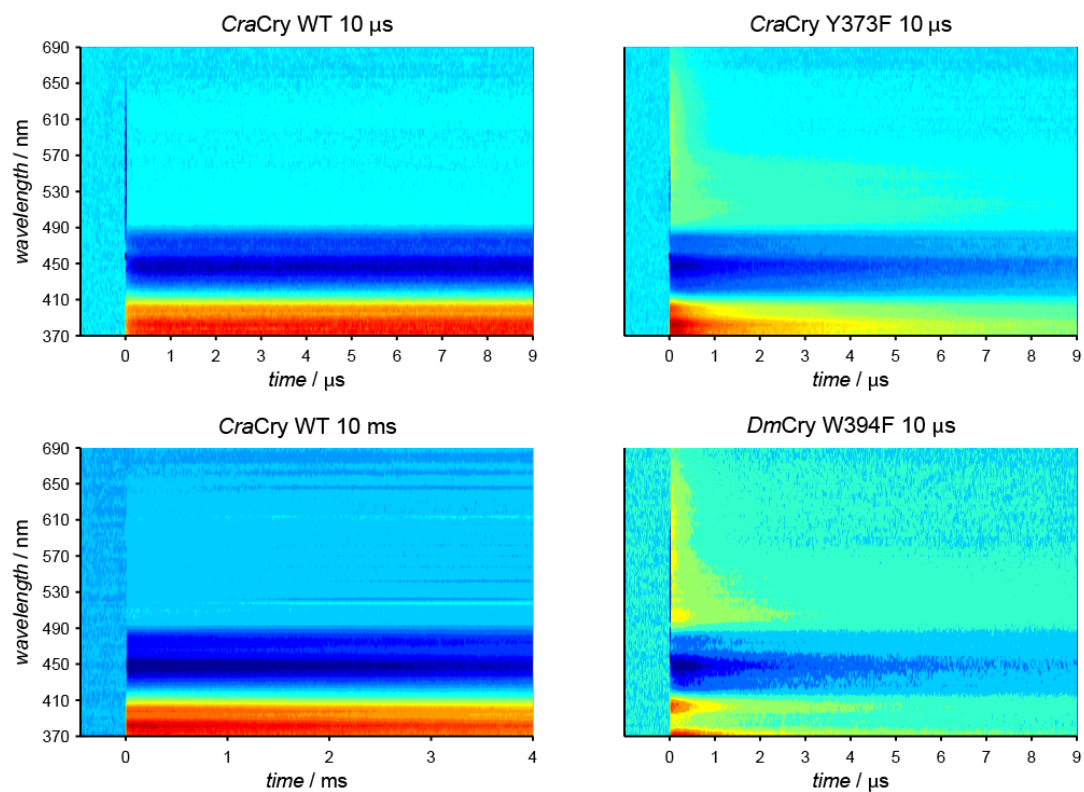 CraCry WT 10 µs
690
650
610
570
530
490
450
410
370
wavelength / nm
0 1 2 3 4 5 6 7 8 9
time / µs
CraCry Y373F 10 µs
0 1 2 3 4 5 6 7 8 9
time / µs
CraCry WT 10 ms
690
650
610
570
530
490
450
410
370
wavelength / nm
0 1 2 3 4
time / ms
DmCry W394F 10 µs
0 1 2 3 4 5 6 7 8 9
time / µs